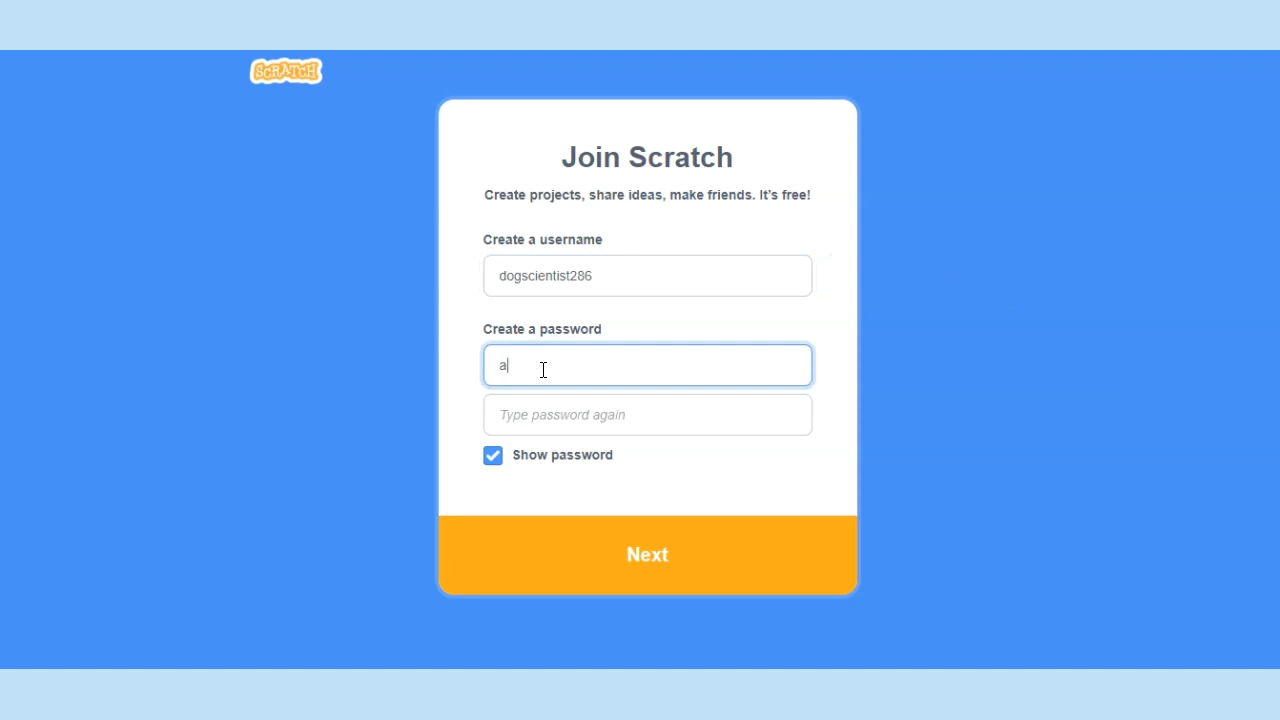 SCRATCH
Join Scratch
Create projects, share ideas, make friends. It's free!
Create a username
dogscientist286
Create a password
a
Type password again
Show password
Next